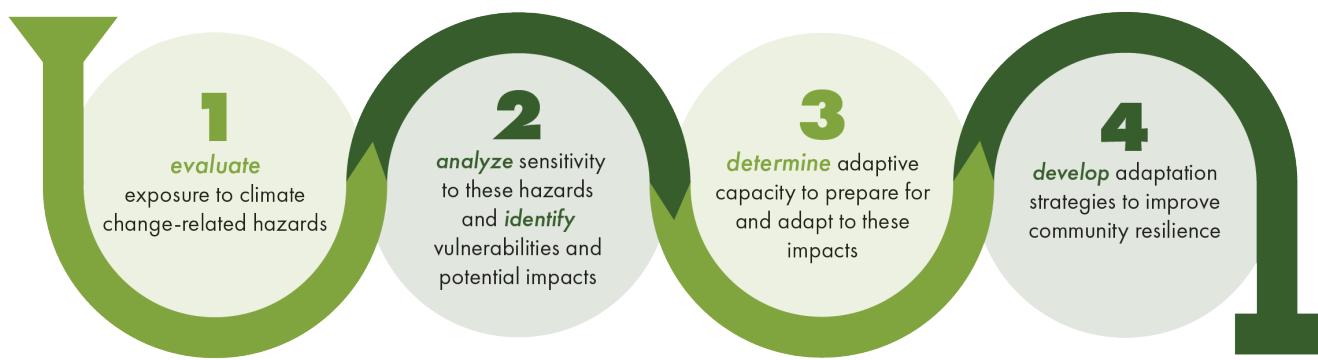 1
evaluate
exposure to climate
change-related hazards
2
analyze sensitivity
to these hazards
and identify
vulnerabilities and
potential impacts
3
determine adaptive
capacity to prepare for
and adapt to these
impacts
4
develop adaptation
strategies to improve
community resilience